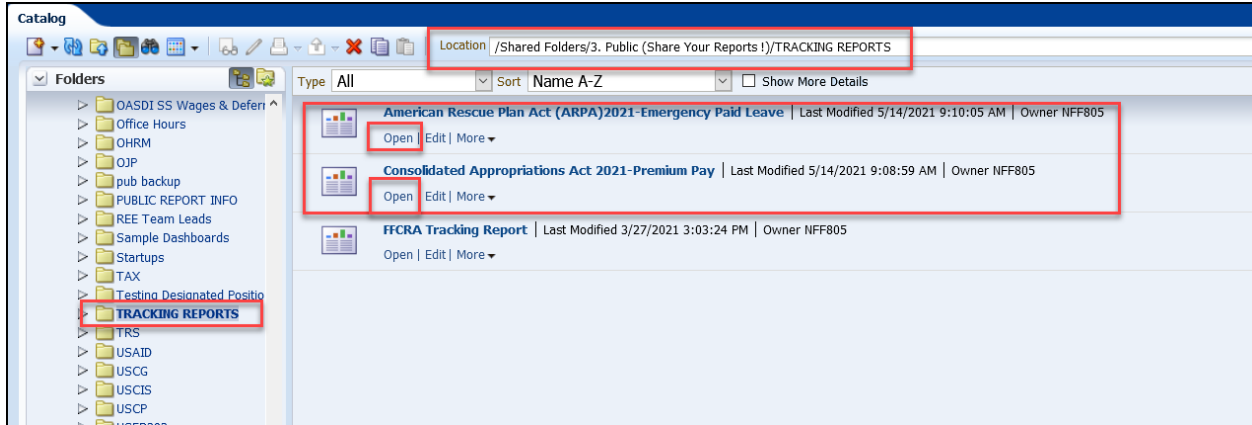 Catalog
Location /Shared Folders/3. Public (Share Your Reports !)/TRACKING REPORTS
Folders
Type All Sort Name A-Z Show More Details
OASDI SS Wages & Deferr
Office Hours
OHRM
OJP
pub backup
PUBLIC REPORT INFO
REE Team Leads
Sample Dashboards
Startups
TAX
Testing Designated Positio
TRACKING REPORTS
TRS
USAID
USCG
USCIS
USCP
American Rescue Plan Act (ARPA)2021-Emergency Paid Leave | Last Modified 5/14/2021 9:10:05 AM | Owner NFF805
Open | Edit | More
Consolidated Appropriations Act 2021-Premium Pay | Last Modified 5/14/2021 9:08:59 AM | Owner NFF805
Open | Edit | More
FFCRA Tracking Report | Last Modified 3/27/2021 3:03:24 PM | Owner NFF805
Open | Edit | More